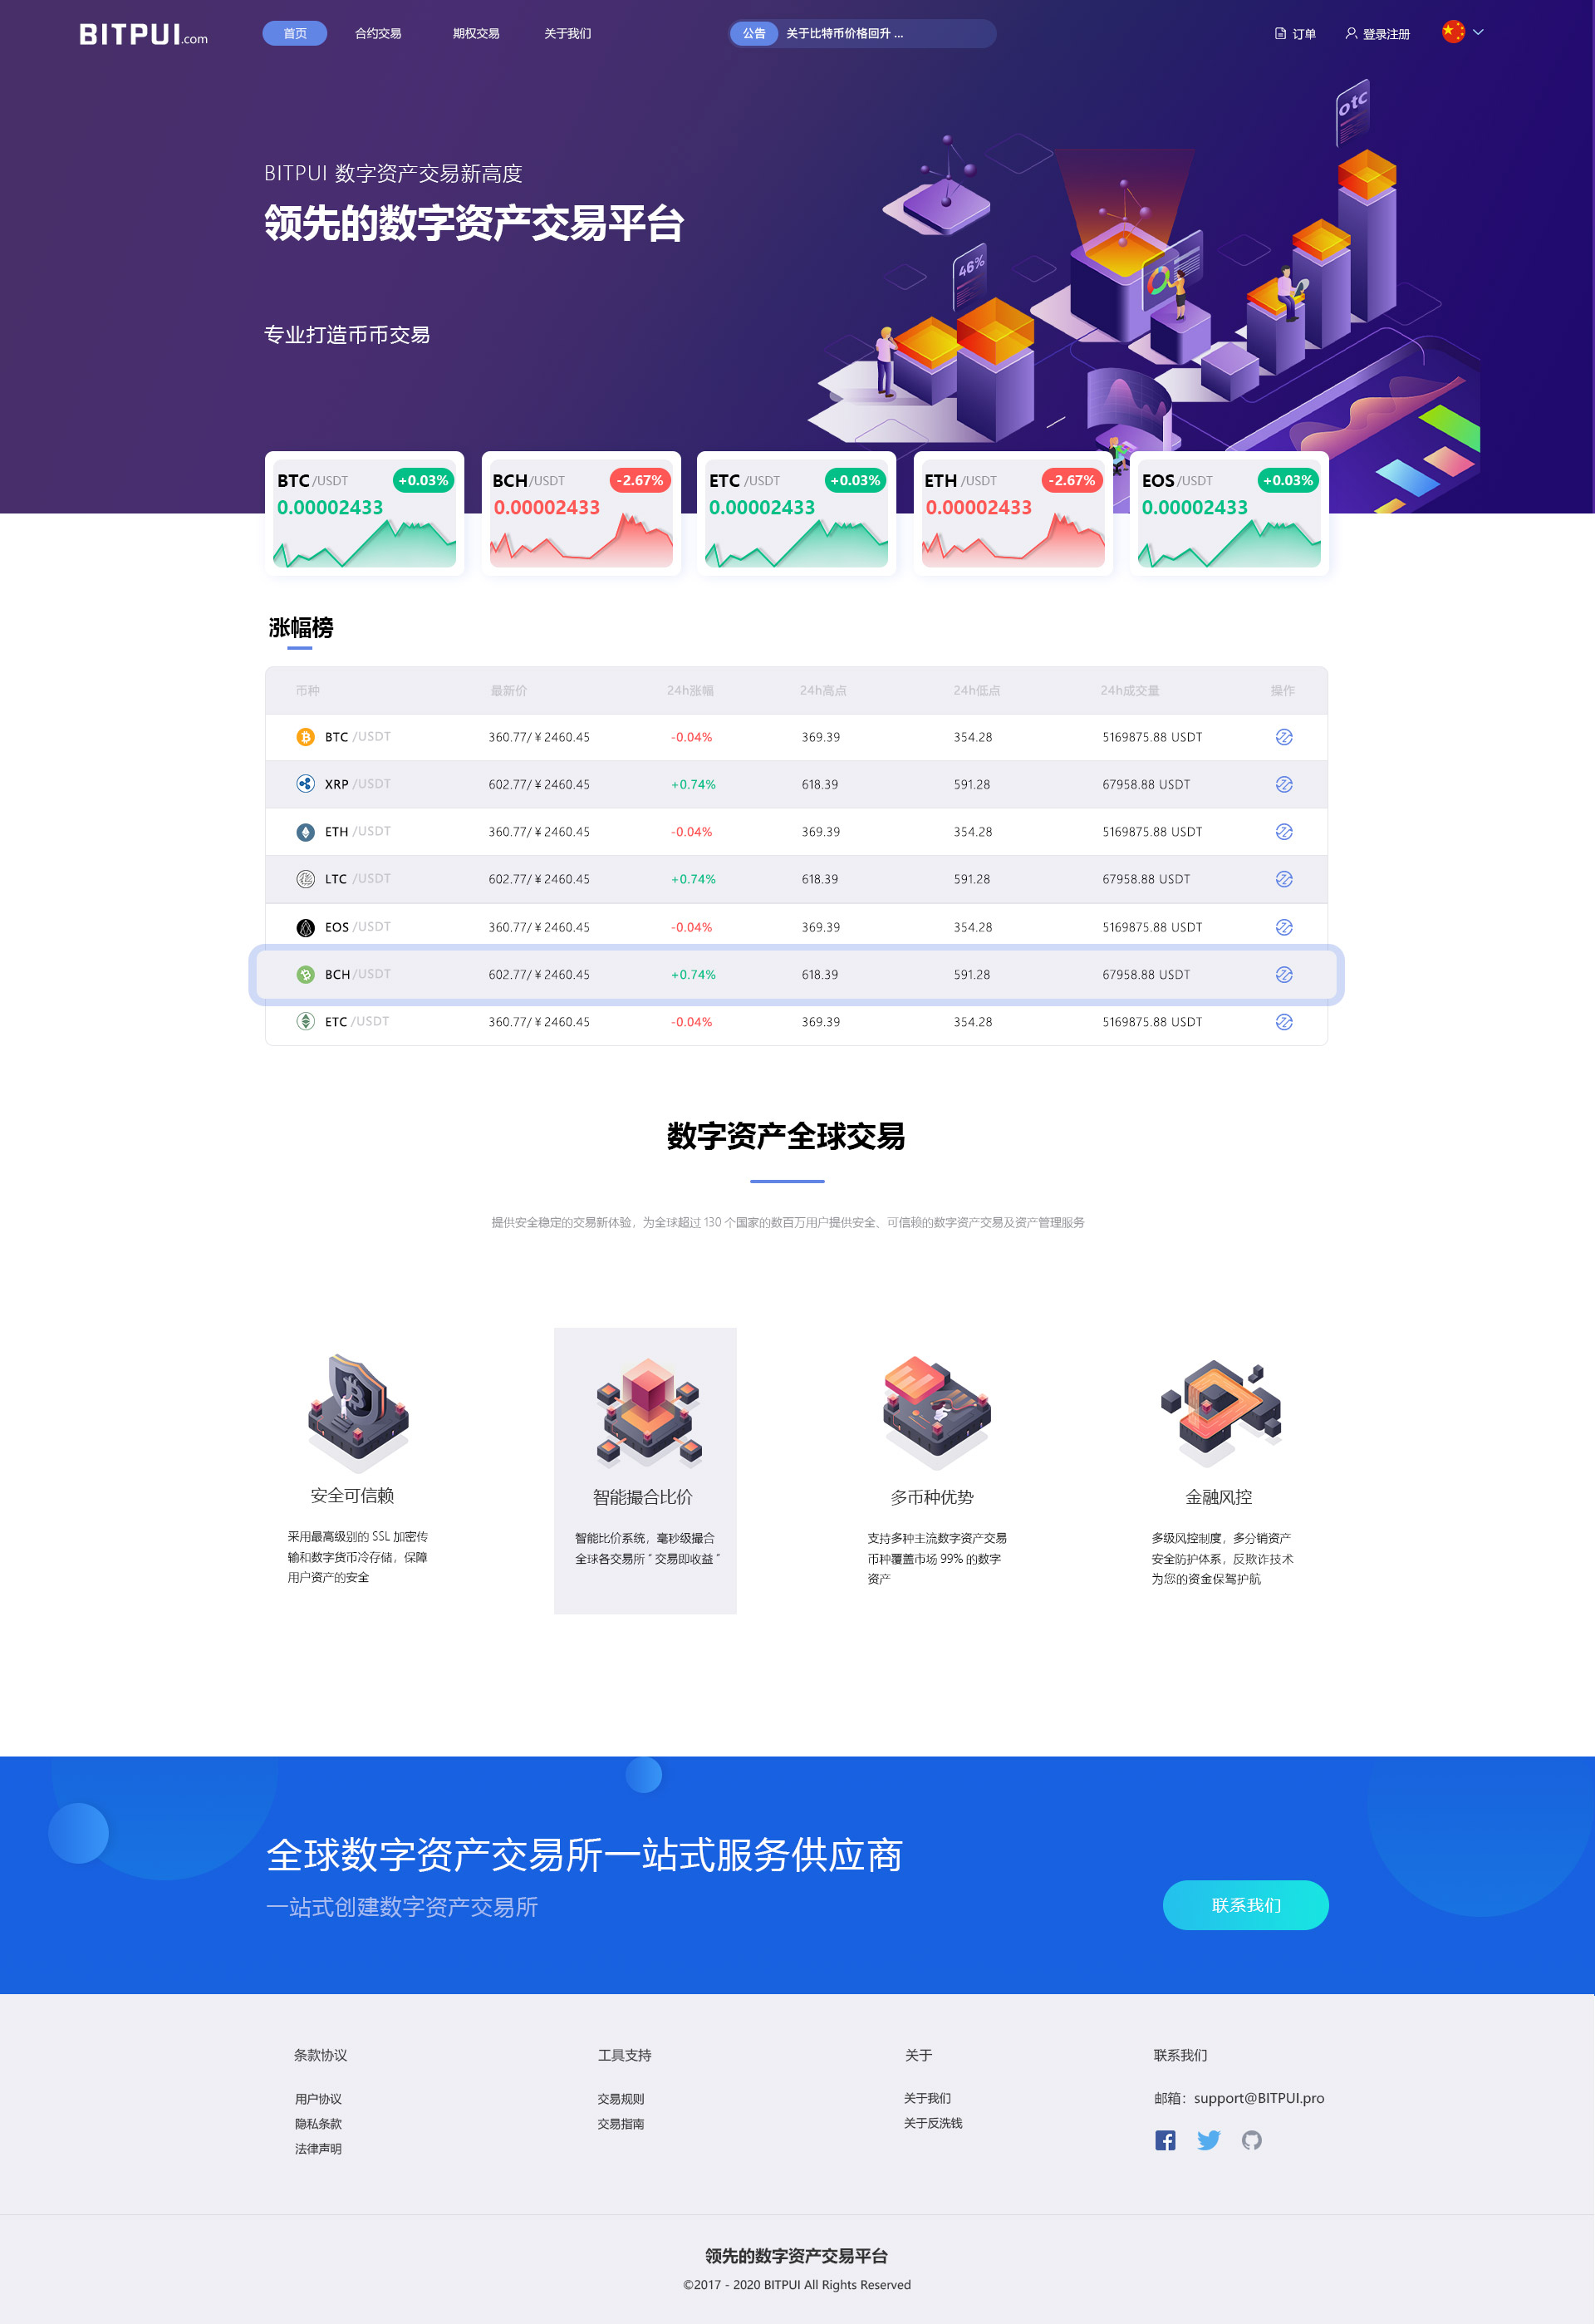 BITPUI.com
首页
合约交易
期权交易
关于我们
公告
关于比特币价格回升 ...
订单
登录注册
BITPUI 数字资产交易新高度
领先的数字资产交易平台
专业打造币币交易
otc
46%
BTC /USDT +0.03%
0.00002433
BCH /USDT -2.67%
0.00002433
ETC /USDT +0.03%
0.00002433
ETH /USDT -2.67%
0.00002433
EOS /USDT +0.03%
0.00002433
涨幅榜
币种 最新价 24h涨幅 24h高点 24h低点 24h成交量 操作
BTC /USDT 360.77/￥2460.45 -0.04% 369.39 354.28 5169875.88 USDT
XRP /USDT 602.77/￥2460.45 +0.74% 618.39 591.28 67958.88 USDT
ETH /USDT 360.77/￥2460.45 -0.04% 369.39 354.28 5169875.88 USDT
LTC /USDT 602.77/￥2460.45 +0.74% 618.39 591.28 67958.88 USDT
EOS /USDT 360.77/￥2460.45 -0.04% 369.39 354.28 5169875.88 USDT
BCH /USDT 602.77/￥2460.45 +0.74% 618.39 591.28 67958.88 USDT
ETC /USDT 360.77/￥2460.45 -0.04% 369.39 354.28 5169875.88 USDT
数字资产全球交易
提供安全稳定的交易新体验，为全球超过 130 个国家的数百万用户提供安全、可信赖的数字资产交易及资产管理服务
安全可信赖
采用最高级别的 SSL 加密传
输和数字货币冷存储，保障
用户资产的安全
智能撮合比价
智能比价系统，毫秒级撮合
全球各交易所 " 交易即收益 "
多币种优势
支持多种主流数字资产交易
币种覆盖市场 99% 的数字
资产
金融风控
多级风控制度，多分销资产
安全防护体系，反欺诈技术
为您的资金保驾护航
全球数字资产交易所一站式服务供应商
一站式创建数字资产交易所
联系我们
条款协议
用户协议
隐私条款
法律声明
工具支持
交易规则
交易指南
关于
关于我们
关于反洗钱
联系我们
邮箱：support@BITPUI.pro
领先的数字资产交易平台
©2017 - 2020 BITPUI All Rights Reserved